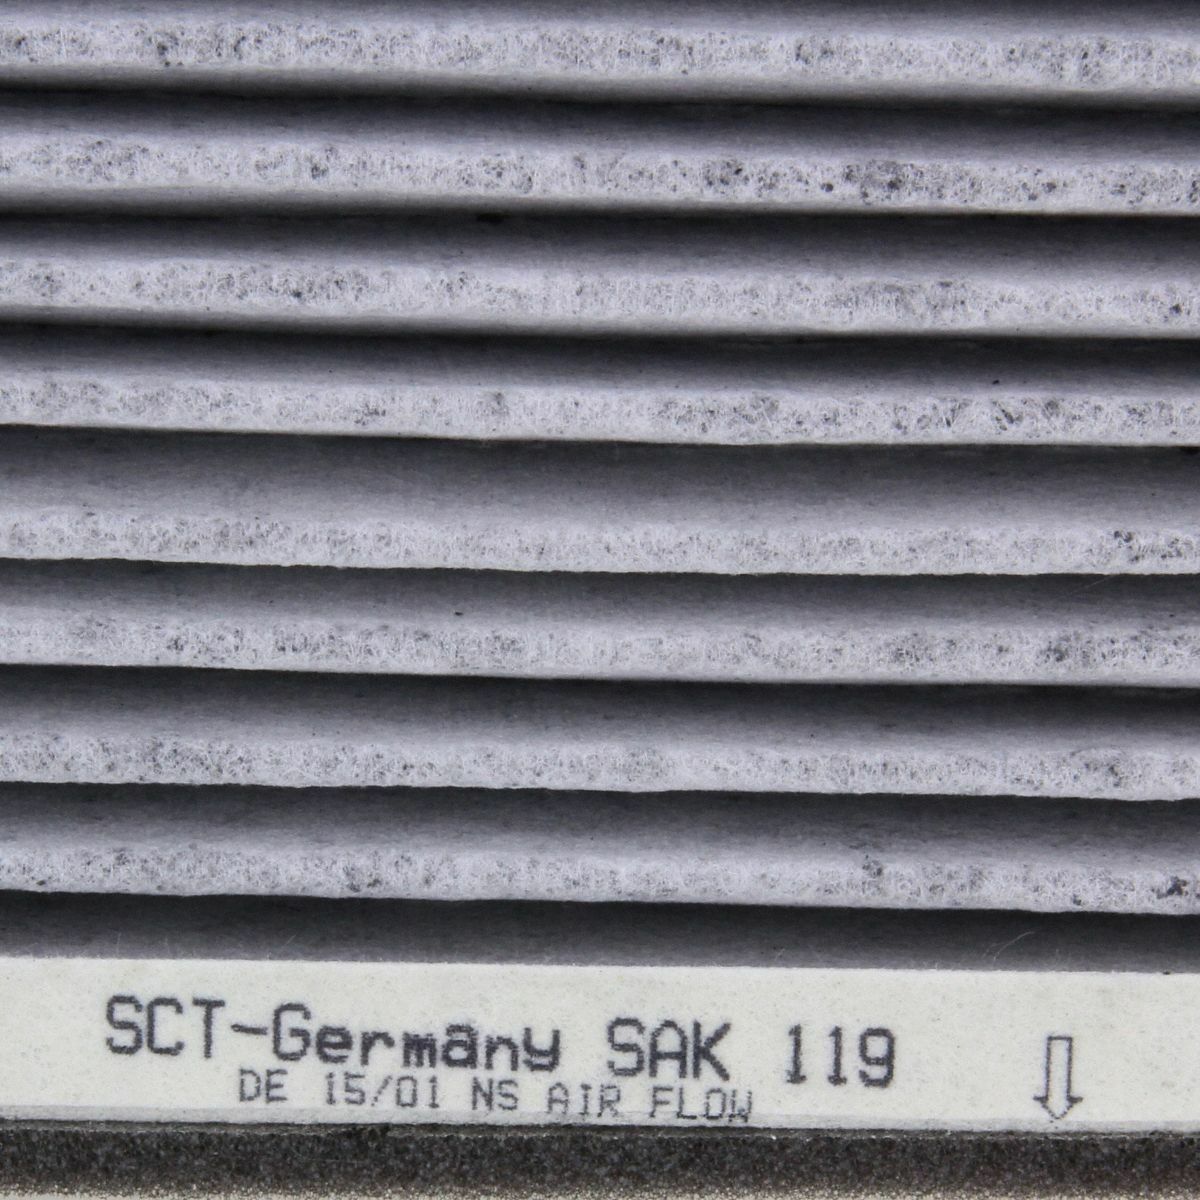 SCT-Germany SAK 119
DE 15/01 NS AIR FLOW